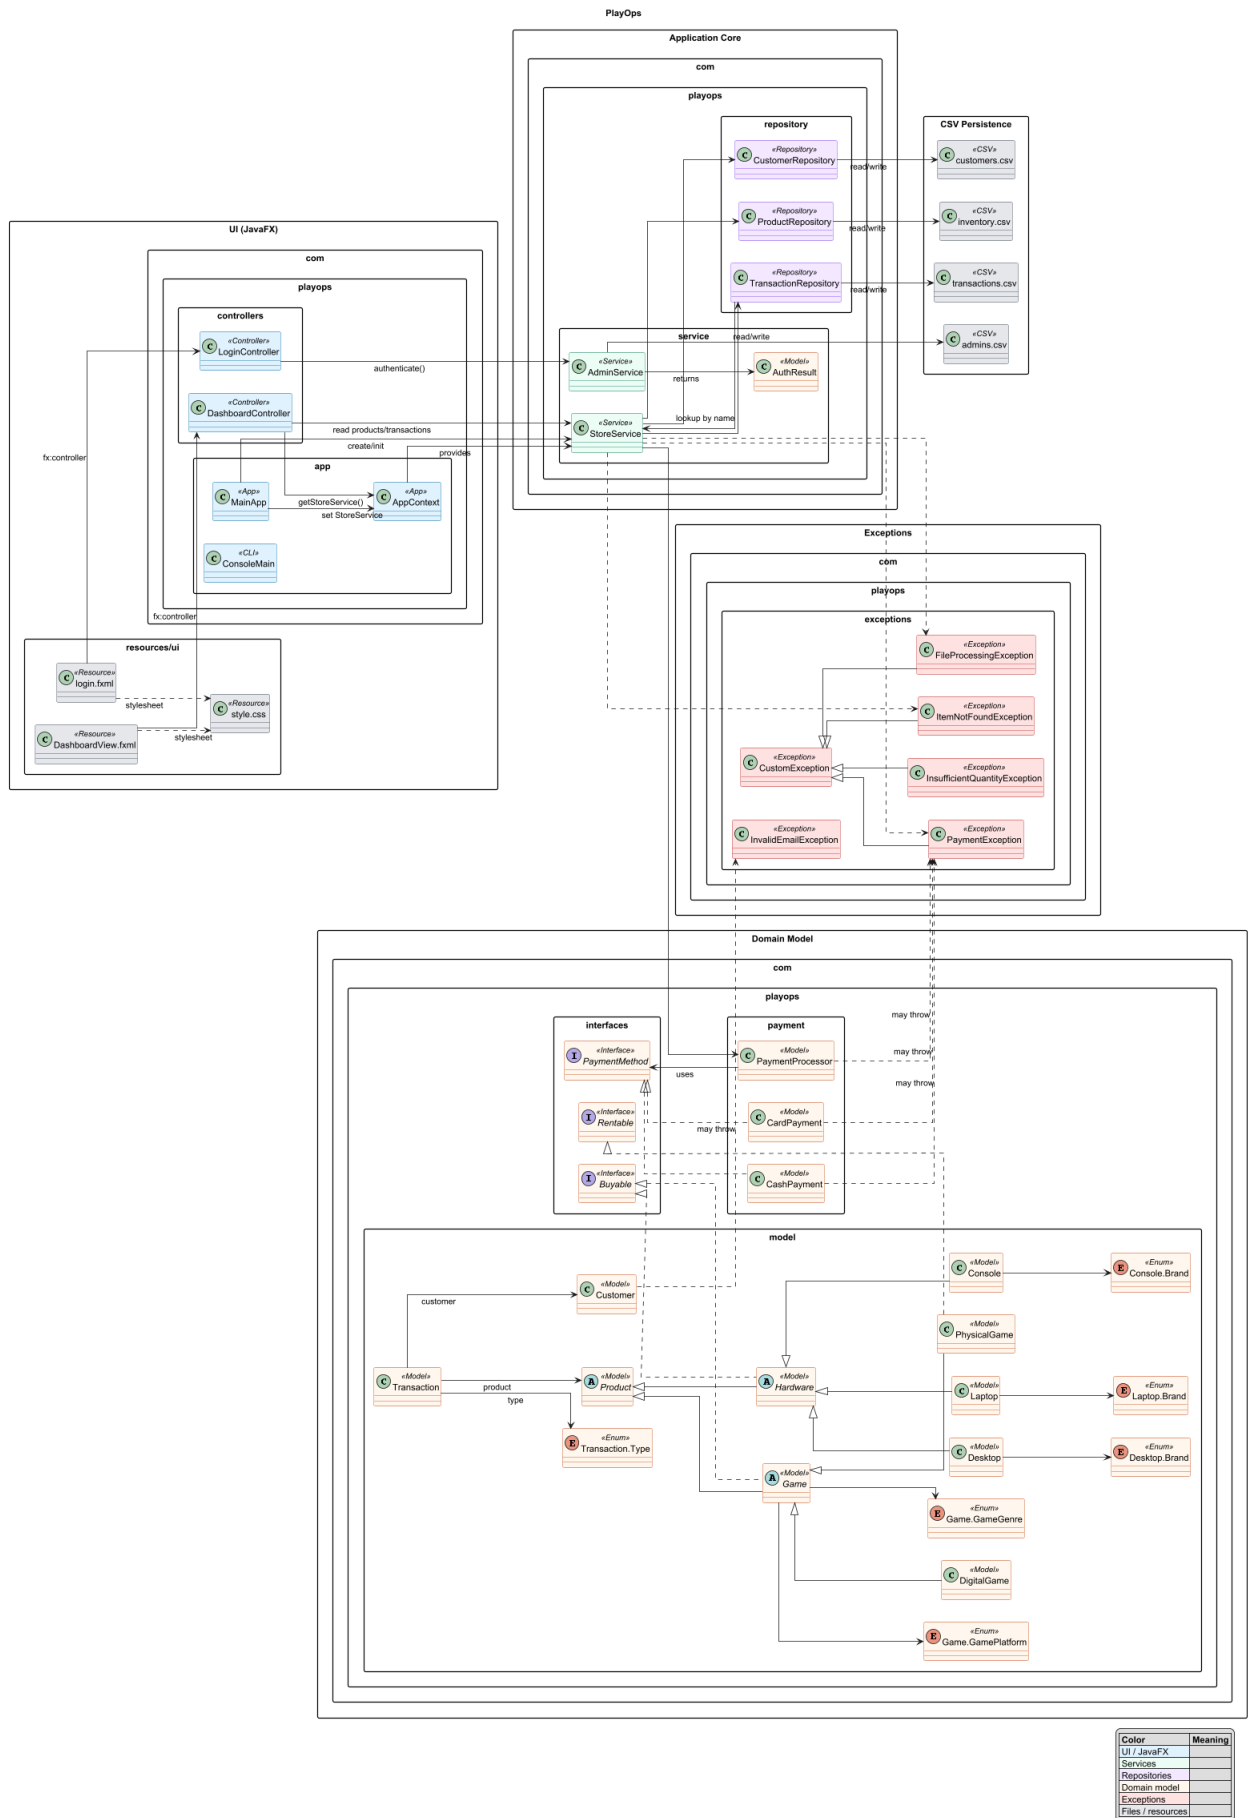 PlayOps
Application Core
com
playops
repository
«Repository»
C CustomerRepository
«Repository»
C ProductRepository
«Repository»
C TransactionRepository
CSV Persistence
«CSV»
C customers.csv
read/write
«CSV»
C inventory.csv
read/write
«CSV»
C transactions.csv
read/write
«CSV»
C admins.csv
read/write
service
«Service»
C AdminService
«Model»
C AuthResult
returns
«Service»
C StoreService
lookup by name
UI (JavaFX)
com
playops
controllers
«Controller»
C LoginController
authenticate()
«Controller»
C DashboardController
read products/transactions
create/init
provides
fx:controller
app
«App»
C MainApp
«App»
C AppContext
getStoreService()
set StoreService
«CLI»
C ConsoleMain
fx:controller
resources/ui
«Resource»
C login.fxml
stylesheet
«Resource»
C style.css
«Resource»
C DashboardView.fxml
stylesheet
Exceptions
com
playops
exceptions
«Exception»
C FileProcessingException
«Exception»
C ItemNotFoundException
«Exception»
C CustomException
«Exception»
C InsufficientQuantityException
«Exception»
C InvalidEmailException
«Exception»
C PaymentException
Domain Model
com
playops
may throw
may throw
may throw
interfaces
«Interface»
I PaymentMethod
uses
«Interface»
I Rentable
«Interface»
I Buyable
payment
«Model»
C PaymentProcessor
«Model»
C CardPayment
may throw
«Model»
C CashPayment
model
«Model»
C Console
«Enum»
E Console.Brand
«Model»
C Customer
customer
«Model»
C PhysicalGame
«Model»
C Transaction
product
type
«Model»
A Product
«Model»
A Hardware
«Model»
C Laptop
«Enum»
E Laptop.Brand
«Enum»
E Transaction.Type
«Model»
C Desktop
«Enum»
E Desktop.Brand
«Model»
A Game
«Enum»
E Game.GameGenre
«Model»
C DigitalGame
«Enum»
E Game.GamePlatform
Color Meaning
UI / JavaFX
Services
Repositories
Domain model
Exceptions
Files / resources